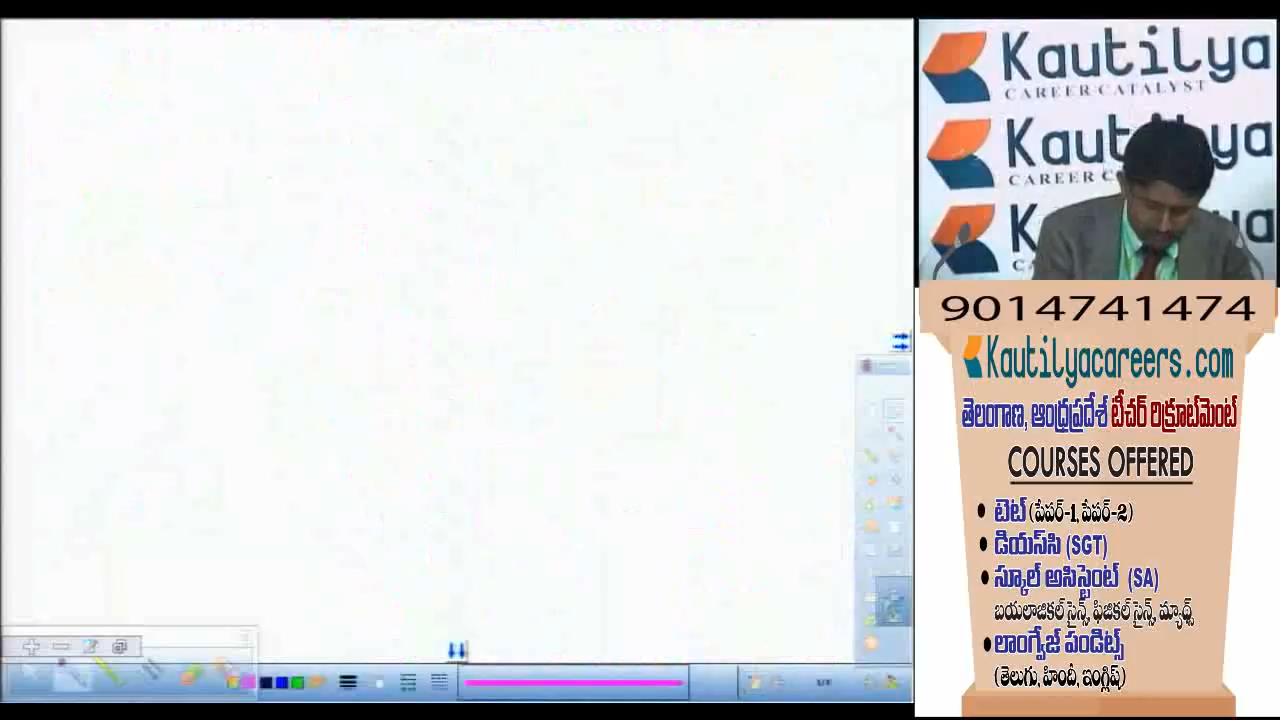 Kautilya
CAREER CATALYST
Kautilya
CAREER
9014741474
Kautilyacareers.com
తెలంగాణ, ఆంధ్రప్రదేశ్ టీచర్ రిక్రూట్‌మెంట్
COURSES OFFERED
• టెట్ (పేపర్-1, పేపర్-2)
• డియస్‌సి (SGT)
• స్కూల్ అసిస్టెంట్ (SA)
బయలాజికల్ సైన్స్, ఫిజికల్ సైన్స్, మ్యాథ్స్
• లాంగ్వేజ్ పండిట్స్
(తెలుగు, హిందీ, ఇంగ్లిష్)